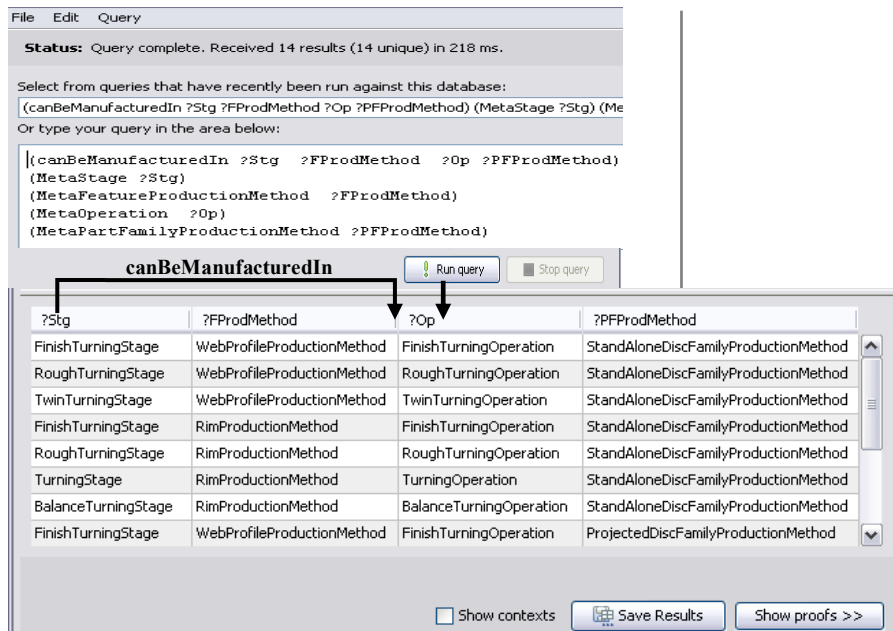 File Edit Query
Status: Query complete. Received 14 results (14 unique) in 218 ms.
Select from queries that have recently been run against this database:
(canBeManufacturedIn ?Stg ?FProdMethod ?Op ?PFProdMethod) (MetaStage ?Stg) (Me
Or type your query in the area below:
(canBeManufacturedIn ?Stg ?FProdMethod ?Op ?PFProdMethod)
(MetaStage ?Stg)
(MetaFeatureProductionMethod ?FProdMethod)
(MetaOperation ?Op)
(MetaPartFamilyProductionMethod ?PFProdMethod)
canBeManufacturedIn Run query Stop query
?Stg ?FProdMethod ?Op ?PFProdMethod
FinishTurningStage WebProfileProductionMethod FinishTurningOperation StandAloneDiscFamilyProductionMethod
RoughTurningStage WebProfileProductionMethod RoughTurningOperation StandAloneDiscFamilyProductionMethod
TwinTurningStage WebProfileProductionMethod TwinTurningOperation StandAloneDiscFamilyProductionMethod
FinishTurningStage RimProductionMethod FinishTurningOperation StandAloneDiscFamilyProductionMethod
RoughTurningStage RimProductionMethod RoughTurningOperation StandAloneDiscFamilyProductionMethod
TurningStage RimProductionMethod TurningOperation StandAloneDiscFamilyProductionMethod
BalanceTurningStage RimProductionMethod BalanceTurningOperation StandAloneDiscFamilyProductionMethod
FinishTurningStage WebProfileProductionMethod FinishTurningOperation ProjectedDiscFamilyProductionMethod
Show contexts Save Results Show proofs >>